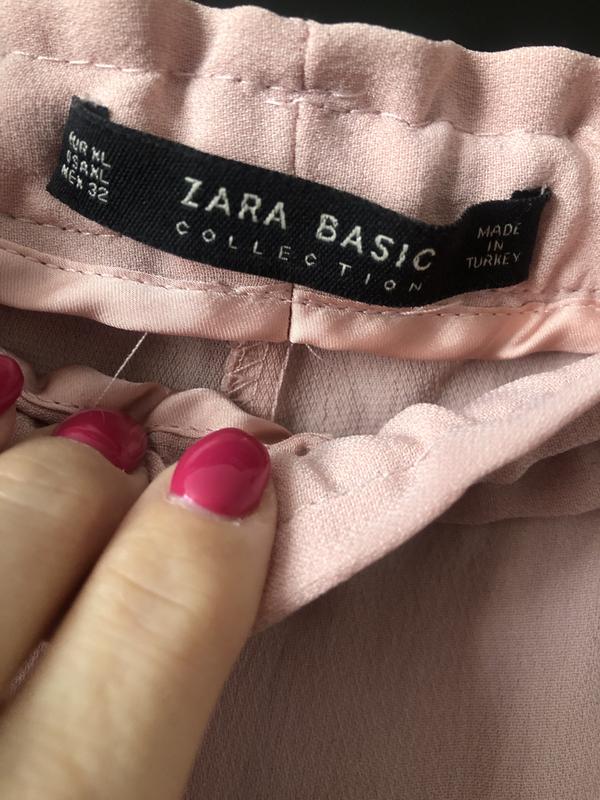 EUR XL
USA XL
MEX 32
ZARA BASIC
COLLECTION
MADE
IN
TURKEY